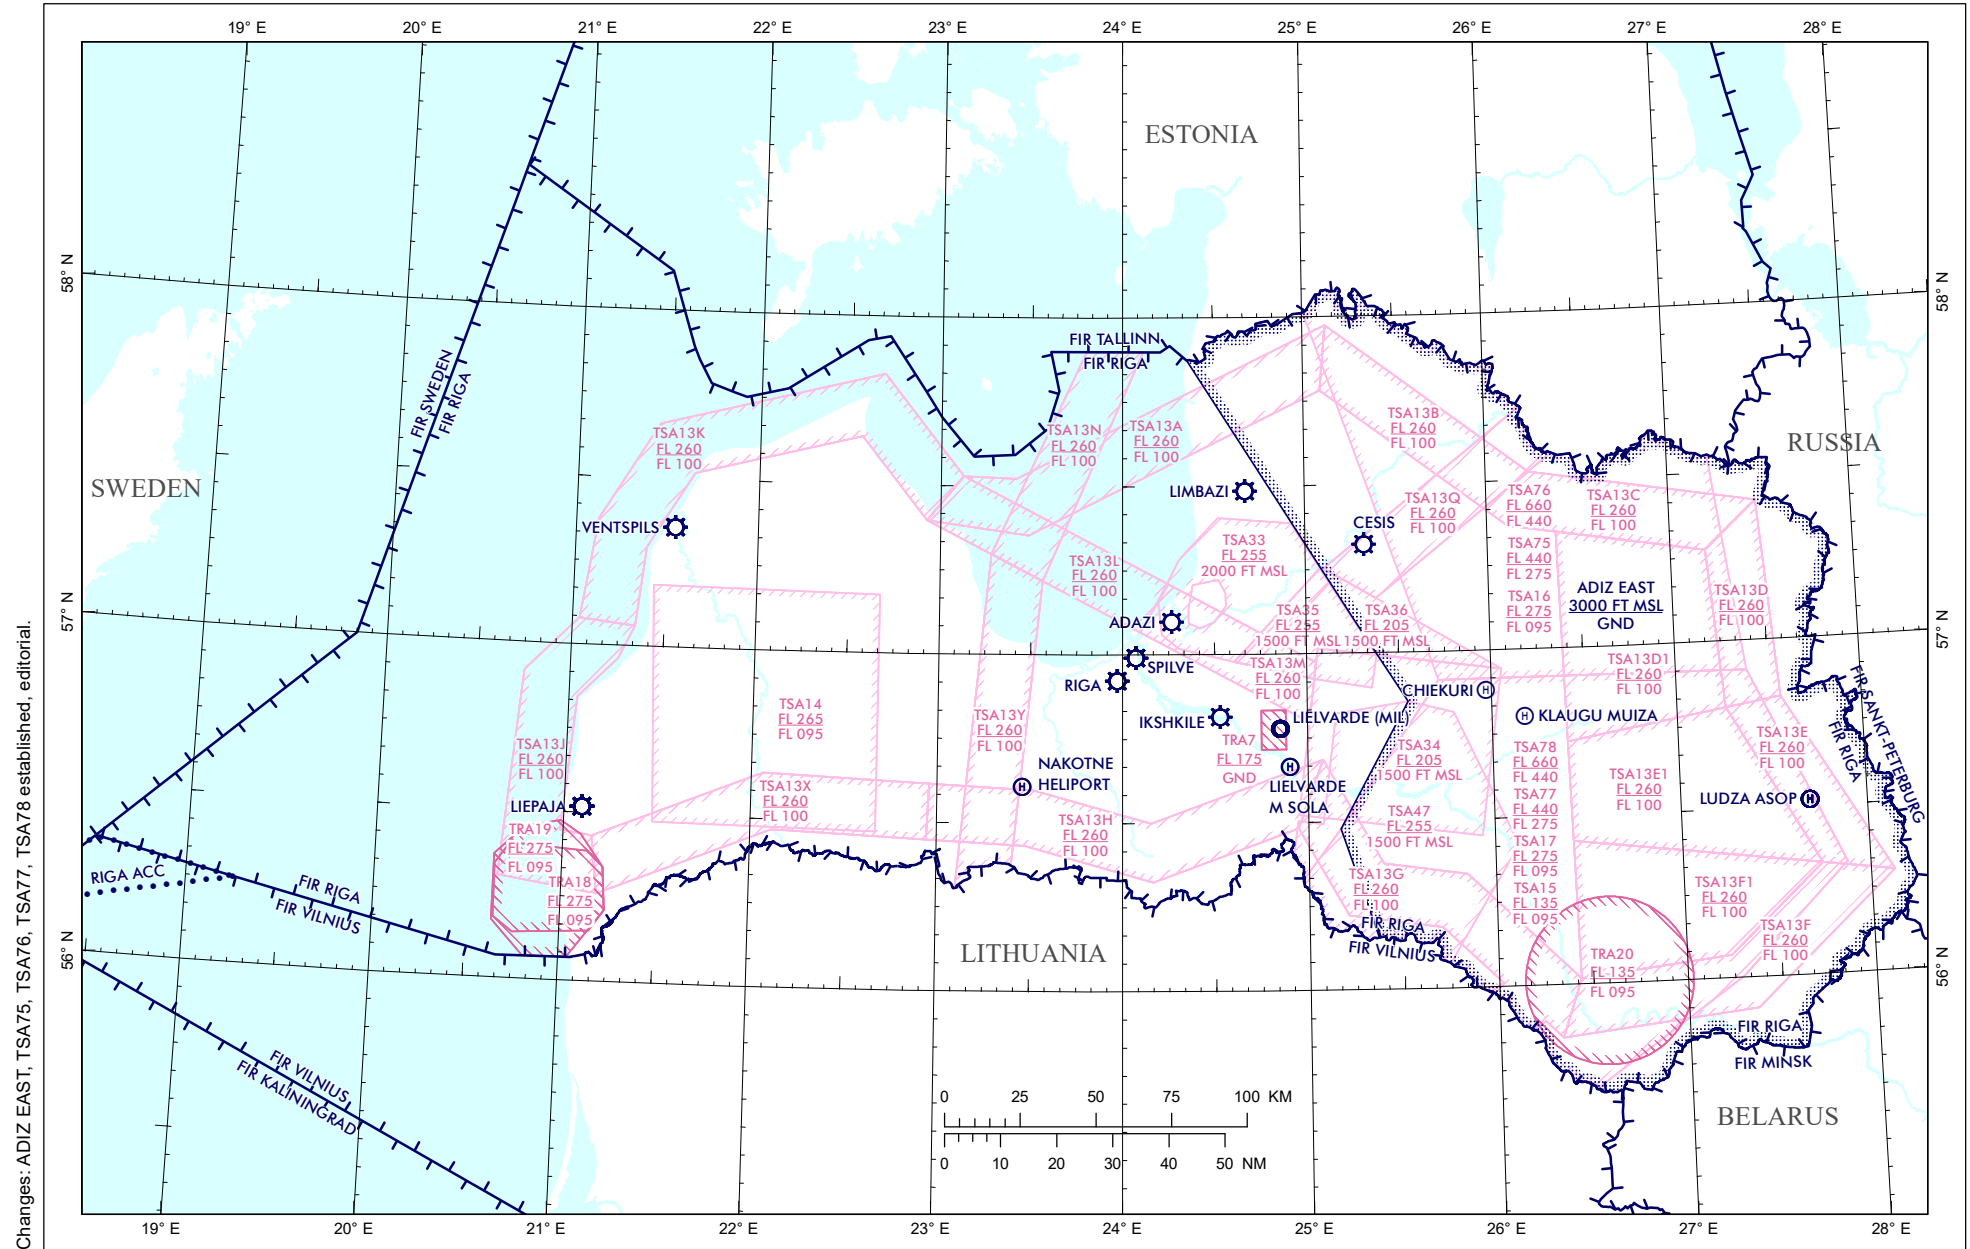 19° E
20° E
21° E
22° E
23° E
24° E
25° E
26° E
27° E
28° E
ESTONIA
58° N
58° N
FIR SWEDEN
FIR RIGA
FIR TALLINN
FIR RIGA
SWEDEN
RUSSIA
TSA13K
FL 260
FL 100
TSA13N
FL 260
FL 100
TSA13A
FL 260
FL 100
TSA13B
FL 260
FL 100
LIMBAZI
VENTSPILS
CESIS
TSA13Q
FL 260
FL 100
TSA76
FL 660
FL 440
TSA13C
FL 260
FL 100
TSA33
FL 255
2000 FT MSL
TSA75
FL 440
FL 275
TSA13L
FL 260
FL 100
TSA16
FL 275
FL 095
ADIZ EAST
3000 FT MSL
GND
TSA13D
FL 260
FL 100
57° N
57° N
ADAZI
TSA35
FL 255
1500 FT MSL
TSA36
FL 205
1500 FT MSL
SPILVE
RIGA
TSA13M
FL 260
FL 100
TSA13D1
FL 260
FL 100
CHIEKURI
H
IKSHKILE
LIELVARDE (MIL)
H
KLAUGU MUIZA
FIR SANKT-PETERBURG
FIR RIGA
TSA14
FL 265
FL 095
TSA13Y
FL 260
FL 100
TRA7
FL 175
GND
TSA34
FL 205
1500 FT MSL
TSA78
FL 660
FL 440
TSA13E
FL 260
FL 100
TSA13J
FL 260
FL 100
NAKOTNE
HELIPORT
H
H
LIELVARDE
M SOLA
TSA77
FL 440
FL 275
TSA13E1
FL 260
FL 100
LUDZA ASOP
H
LIEPAJA
TSA13X
FL 260
FL 100
TSA13H
FL 260
FL 100
TSA47
FL 255
1500 FT MSL
TSA17
FL 275
FL 095
TRA19
FL 275
FL 095
TRA18
FL 275
FL 095
RIGA ACC
FIR RIGA
FIR VILNIUS
TSA13G
FL 260
FL 100
TSA15
FL 135
FL 095
TSA13F1
FL 260
FL 100
TSA13F
FL 260
FL 100
FIR RIGA
FIR VILNIUS
LITHUANIA
TRA20
FL 135
FL 095
56° N
56° N
FIR RIGA
FIR MINSK
FIR VILNIUS
FIR KALININGRAD
BELARUS
0
25
50
75
100 KM
0
10
20
30
40
50 NM
19° E
20° E
21° E
22° E
23° E
24° E
25° E
26° E
27° E
28° E
Changes: ADIZ EAST, TSA75, TSA76, TSA77, TSA78 established, editorial.